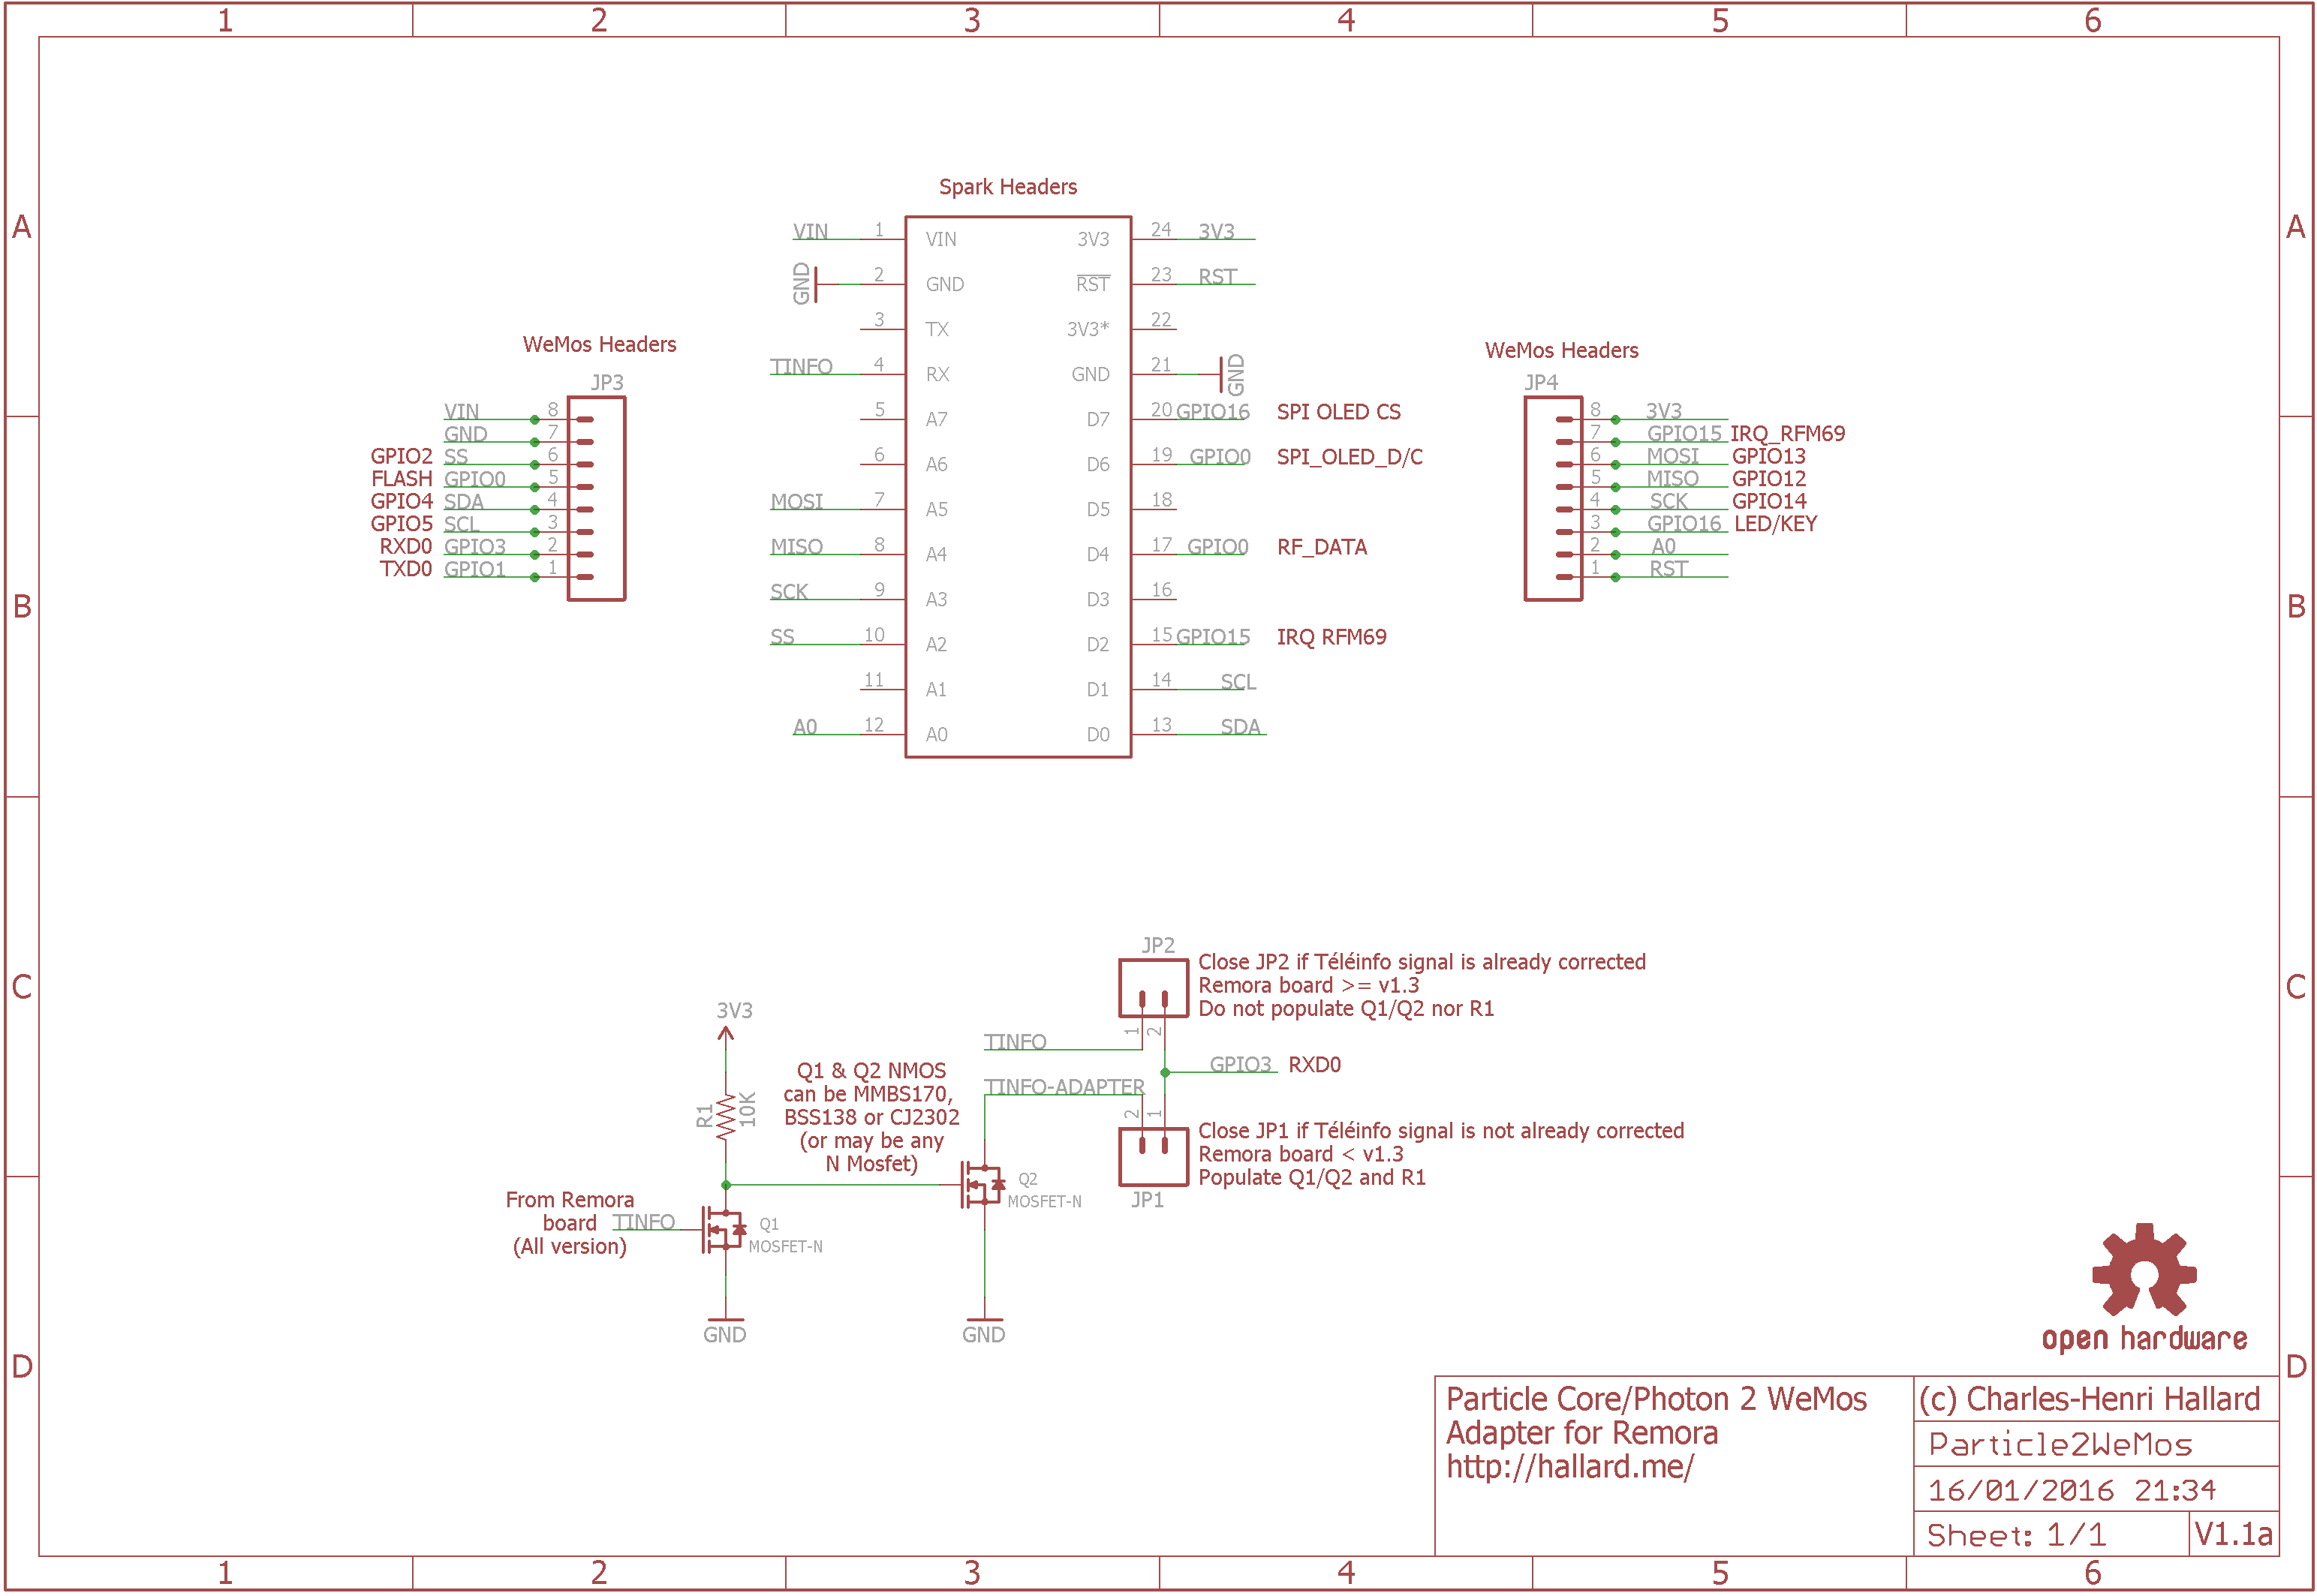 1 2 3 4 5 6
A A
B B
C C
D D
Spark Headers
VIN 1 VIN 3V3 24 3V3
GND 2 GND RST 23 RST
3 TX 3V3* 22
TINFO 4 RX GND 21 GND
5 A7 D7 20 GPIO16 SPI OLED CS
6 A6 D6 19 GPIO0 SPI_OLED_D/C
MOSI 7 A5 D5 18
MISO 8 A4 D4 17 GPIO0 RF_DATA
SCK 9 A3 D3 16
SS 10 A2 D2 15 GPIO15 IRQ RFM69
11 A1 D1 14 SCL
A0 12 A0 D0 13 SDA
WeMos Headers
JP3
VIN 8
GND 7
GPIO2 SS 6
FLASH GPIO0 5
GPIO4 SDA 4
GPIO5 SCL 3
RXD0 GPIO3 2
TXD0 GPIO1 1
WeMos Headers
JP4
8 3V3
7 GPIO15 IRQ_RFM69
6 MOSI GPIO13
5 MISO GPIO12
4 SCK GPIO14
3 GPIO16 LED/KEY
2 A0
1 RST
JP2
Close JP2 if Téléinfo signal is already corrected
Remora board >= v1.3
Do not populate Q1/Q2 nor R1
1 2
TINFO
GPIO3 RXD0
TINFO-ADAPTER
2 1
Close JP1 if Téléinfo signal is not already corrected
Remora board < v1.3
Populate Q1/Q2 and R1
JP1
3V3
R1
10K
Q1 & Q2 NMOS
can be MMBS170,
BSS138 or CJ2302
(or may be any
N Mosfet)
Q2
MOSFET-N
From Remora
board
(All version)
TINFO
Q1
MOSFET-N
GND
GND
open hardware
Particle Core/Photon 2 WeMos
Adapter for Remora
http://hallard.me/
(c) Charles-Henri Hallard
Particle2WeMos
16/01/2016 21:34
Sheet: 1/1
V1.1a
1 2 3 4 5 6